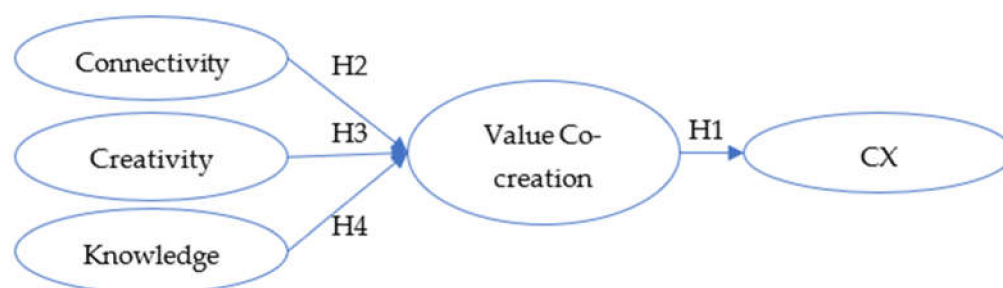 Connectivity
H2
Creativity
H3
Knowledge
H4
Value Co-
creation
H1
CX